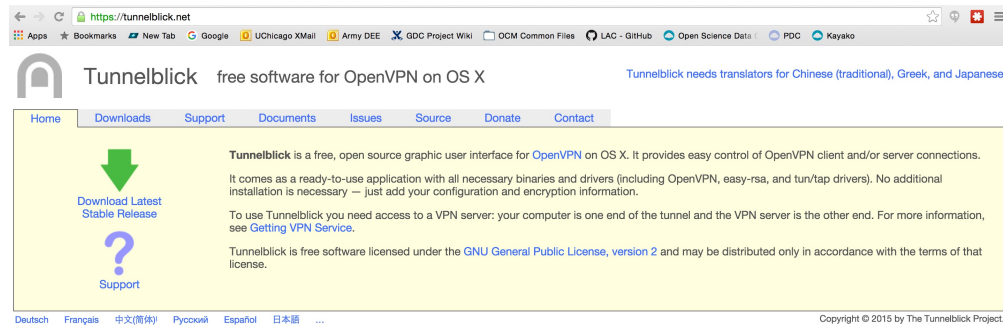 https://tunnelblick.net
Apps Bookmarks New Tab Google UChicago XMail Army DEE GDC Project Wiki OCM Common Files LAC - GitHub Open Science Data PDC Kayako
Tunnelblick free software for OpenVPN on OS X
Tunnelblick needs translators for Chinese (traditional), Greek, and Japanese
Home Downloads Support Documents Issues Source Donate Contact
Download Latest
Stable Release
Support
Tunnelblick is a free, open source graphic user interface for OpenVPN on OS X. It provides easy control of OpenVPN client and/or server connections.
It comes as a ready-to-use application with all necessary binaries and drivers (including OpenVPN, easy-rsa, and tun/tap drivers). No additional
installation is necessary — just add your configuration and encryption information.
To use Tunnelblick you need access to a VPN server: your computer is one end of the tunnel and the VPN server is the other end. For more information,
see Getting VPN Service.
Tunnelblick is free software licensed under the GNU General Public License, version 2 and may be distributed only in accordance with the terms of that
license.
Deutsch Français 中文(简体) Русский Español 日本語 ...
Copyright © 2015 by The Tunnelblick Project.